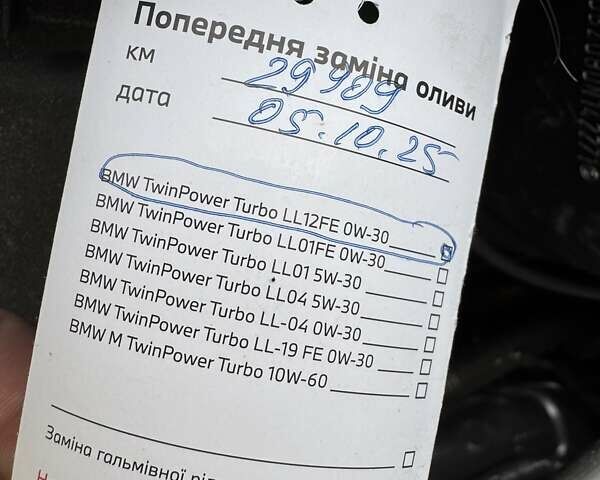 Попередня заміна оливи
км 29909
дата 05.10.25
BMW TwinPower Turbo LL12FE 0W-30
BMW TwinPower Turbo LL01FE 0W-30
BMW TwinPower Turbo LL01 5W-30
BMW TwinPower Turbo LL04 5W-30
BMW TwinPower Turbo LL-04 0W-30
BMW TwinPower Turbo LL-19 FE 0W-30
BMW M TwinPower Turbo 10W-60
Заміна гальмівної